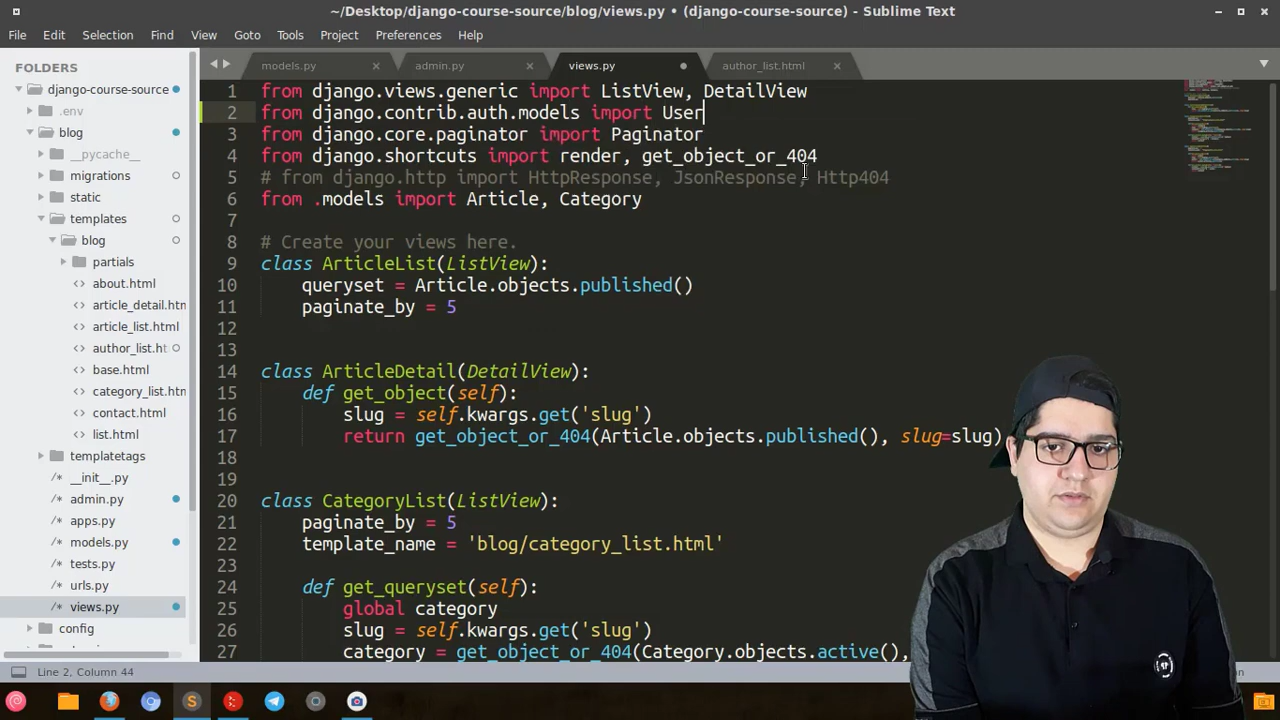 ~/Desktop/django-course-source/blog/views.py • (django-course-source) - Sublime Text
File Edit Selection Find View Goto Tools Project Preferences Help
FOLDERS
django-course-source
.env
blog
__pycache__
migrations
static
templates
blog
partials
about.html
article_detail.htn
article_list.html
author_list.ht
base.html
category_list.htn
contact.html
list.html
templatetags
__init__.py
admin.py
apps.py
models.py
tests.py
urls.py
views.py
config
models.py admin.py views.py author_list.html
1 from django.views.generic import ListView, DetailView
2 from django.contrib.auth.models import User
3 from django.core.paginator import Paginator
4 from django.shortcuts import render, get_object_or_404
5 # from django.http import HttpResponse, JsonResponse, Http404
6 from .models import Article, Category
7
8 # Create your views here.
9 class ArticleList(ListView):
10 queryset = Article.objects.published()
11 paginate_by = 5
12
13
14 class ArticleDetail(DetailView):
15 def get_object(self):
16 slug = self.kwargs.get('slug')
17 return get_object_or_404(Article.objects.published(), slug=slug)
18
19
20 class CategoryList(ListView):
21 paginate_by = 5
22 template_name = 'blog/category_list.html'
23
24 def get_queryset(self):
25 global category
26 slug = self.kwargs.get('slug')
27 category = get_object_or_404(Category.objects.active(),
Line 2, Column 44